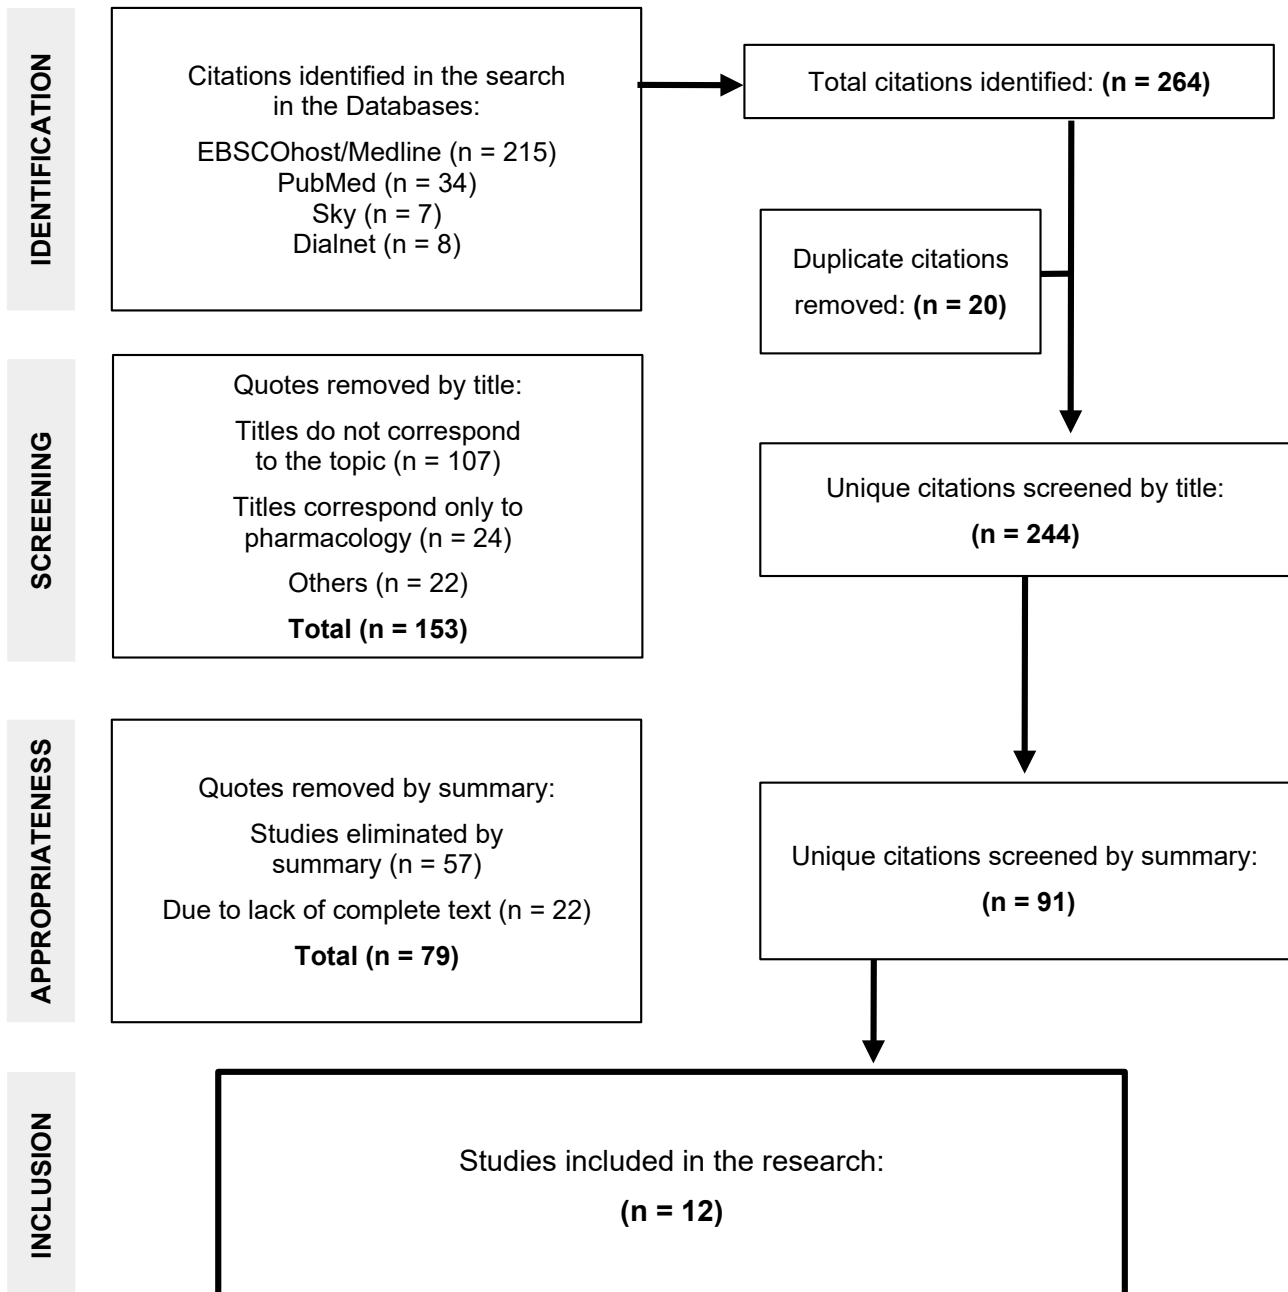 IDENTIFICATION
Citations identified in the search
in the Databases:
EBSCOhost/Medline (n = 215)
PubMed (n = 34)
Sky (n = 7)
Dialnet (n = 8)
Total citations identified: (n = 264)
Duplicate citations
removed: (n = 20)
SCREENING
Quotes removed by title:
Titles do not correspond
to the topic (n = 107)
Titles correspond only to
pharmacology (n = 24)
Others (n = 22)
Total (n = 153)
Unique citations screened by title:
(n = 244)
APPROPRIATENESS
Quotes removed by summary:
Studies eliminated by
summary (n = 57)
Due to lack of complete text (n = 22)
Total (n = 79)
Unique citations screened by summary:
(n = 91)
INCLUSION
Studies included in the research:
(n = 12)